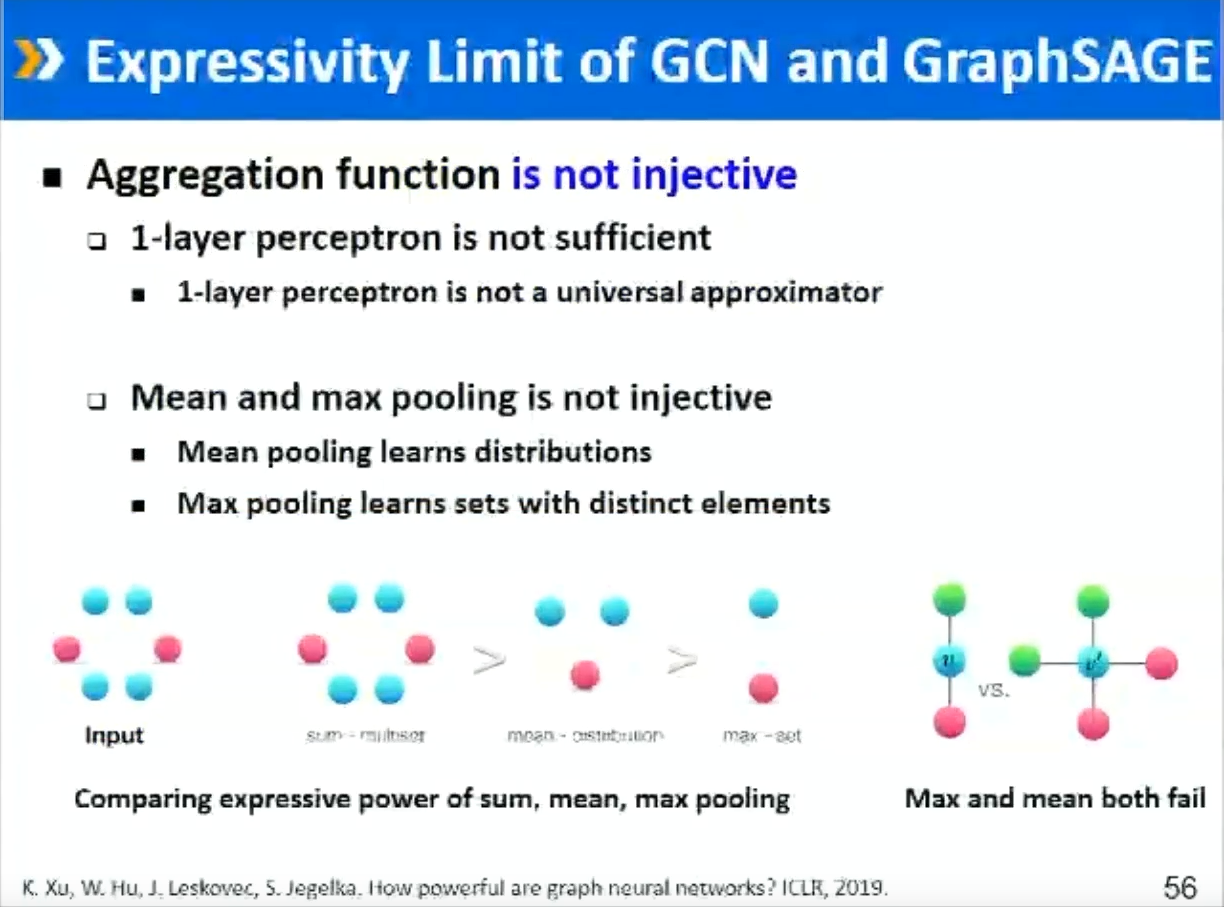 Expressivity Limit of GCN and GraphSAGE
Aggregation function is not injective
1-layer perceptron is not sufficient
1-layer perceptron is not a universal approximator
Mean and max pooling is not injective
Mean pooling learns distributions
Max pooling learns sets with distinct elements
v
vs.
v'
Input
sum - multiset
>
mean - distribution
>
max - set
Comparing expressive power of sum, mean, max pooling
Max and mean both fail
K. Xu, W. Hu, J. Leskovec, S. Jegelka. How powerful are graph neural networks? ICLR, 2019.
56